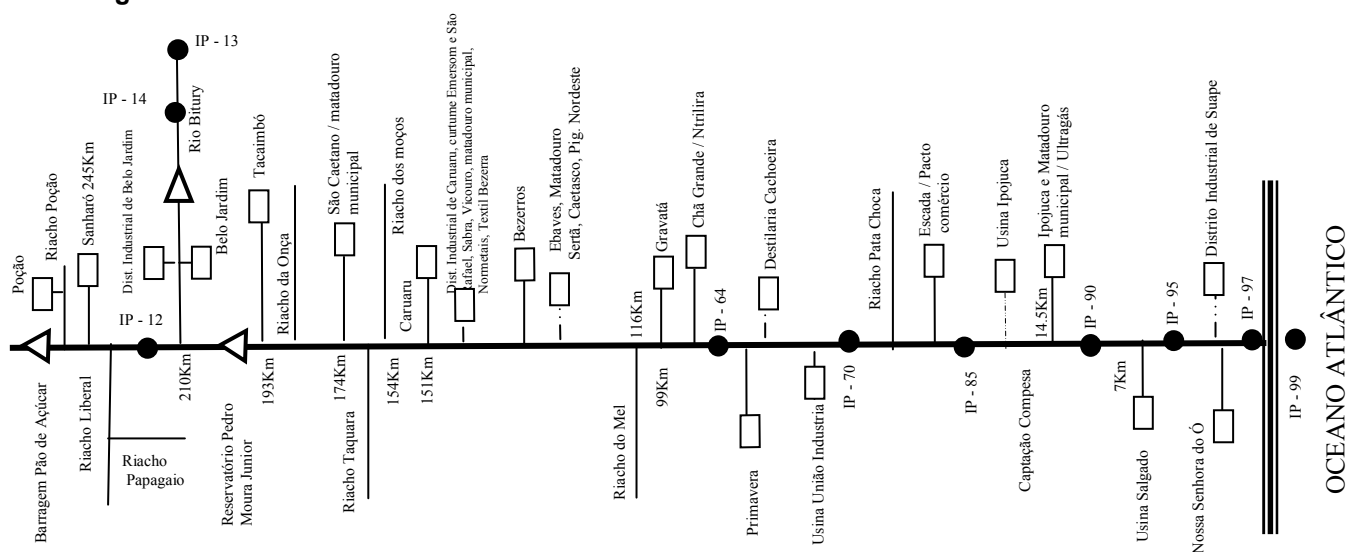 IP - 13
IP - 14
Rio Bitury
Poção
Riacho Poção
Sanharó 245Km
Dist. Industrial de Belo Jardim
Belo Jardim
Tacaimbó
Riacho da Onça
São Caetano / matadouro
municipal
Riacho dos moços
Caruaru
Dist. Industrial de Caruaru, curtume Emersom e São
Rafael, Sabra, Vicouro, matadouro municipal,
Normetais, Textil Bezerra
Bezerros
Ebaves, Matadouro
Sertã, Caetasco, Pig. Nordeste
116Km
Gravatá
Chã Grande / Ntrilira
IP - 64
Destilaria Cachoeira
Riacho Pata Choca
Escada / Pacto
comércio
Usina Ipojuca
14.5Km
Ipojuca e Matadouro
municipal / Ultragás
IP - 90
IP - 95
Distrito Industrial de Suape
IP - 97
IP - 12
Barragem Pão de Açúcar
Riacho Liberal
Riacho
Papagaio
210Km
Reservatório Pedro
Moura Junior
193Km
174Km
Riacho Taquara
154Km
151Km
Riacho do Mel
99Km
Primavera
Usina União Industria
IP - 70
IP - 85
Captação Compesa
7Km
Usina Salgado
Nossa Senhora do Ó
IP - 99
OCEANO ATLÂNTICO